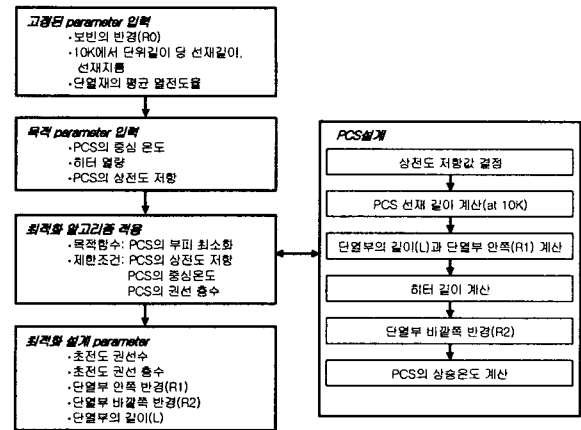 고정된 parameter 입력
·보빈의 반경(R0)
·10K에서 단위길이 당 선재길이,
선재지름
·단열재의 평균 열전도율
목적 parameter 입력
·PCS의 중심 온도
·히터 열량
·PCS의 상전도 저항
최적화 알고리즘 적용
·목적함수: PCS의 부피 최소화
·제한조건: PCS의 상전도 저항
PCS의 중심온도
PCS의 권선 층수
최적화 설계 parameter
·초전도 권선수
·초전도 권선 층수
·단열부 안쪽 반경(R1)
·단열부 바깥쪽 반경(R2)
·단열부의 길이(L)
PCS설계
상전도 저항값 결정
PCS 선재 길이 계산(at 10K)
단열부의 길이(L)과 단열부 안쪽(R1) 계산
히터 길이 계산
단열부 바깥쪽 반경(R2)
PCS의 상승온도 계산